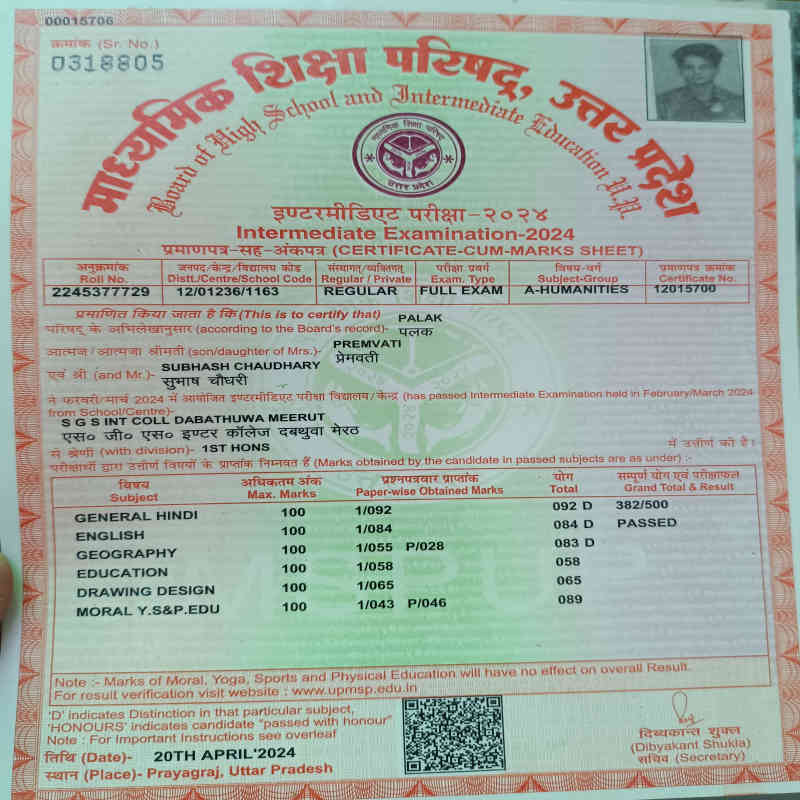 00015706
क्रमांक (Sr. No.)
0318805
माध्यमिक शिक्षा परिषद्, उत्तर प्रदेश
Board of High School and Intermediate Education U.P.
माध्यमिक शिक्षा परिषद
उत्तर प्रदेश
इण्टरमीडिएट परीक्षा-२०२४
Intermediate Examination-2024
प्रमाणपत्र-सह-अंकपत्र (CERTIFICATE-CUM-MARKS SHEET)
अनुक्रमांक जनपद/केन्द्र/विद्यालय कोड संस्थागत/व्यक्तिगत परीक्षा प्रवर्ग विषय-वर्ग प्रमाणपत्र क्रमांक
Roll No. Distt./Centre/School Code Regular / Private Exam. Type Subject-Group Certificate No.
2245377729 12/01236/1163 REGULAR FULL EXAM A-HUMANITIES 12015700
प्रमाणित किया जाता है कि(This is to certify that) PALAK
परिषद् के अभिलेखानुसार (according to the Board's record)- पलक
आत्मज/आत्मजा श्रीमती (son/daughter of Mrs.)- PREMVATI
प्रेमवती
एवं श्री (and Mr.)- SUBHASH CHAUDHARY
सुभाष चौधरी
ने फरवरी/मार्च 2024 में आयोजित इण्टरमीडिएट परीक्षा विद्यालय/केन्द्र (has passed Intermediate Examination held in February/March 2024
from School/Centre)-
S G S INT COLL DABATHUWA MEERUT
एस० जी० एस० इण्टर कॉलेज दबथुवा मेरठ
से श्रेणी (with division)- 1ST HONS में उत्तीर्ण की है।
परीक्षार्थी द्वारा उत्तीर्ण विषयों के प्राप्तांक निम्नवत हैं (Marks obtained by the candidate in passed subjects are as under) :-
विषय अधिकतम अंक प्रश्नपत्रवार प्राप्तांक योग सम्पूर्ण योग एवं परीक्षाफल
Subject Max. Marks Paper-wise Obtained Marks Total Grand Total & Result
GENERAL HINDI 100 1/092 092 D 382/500
ENGLISH 100 1/084 084 D PASSED
GEOGRAPHY 100 1/055 P/028 083 D
EDUCATION 100 1/058 058
DRAWING DESIGN 100 1/065 065
MORAL Y.S&P.EDU 100 1/043 P/046 089
Note :- Marks of Moral, Yoga, Sports and Physical Education will have no effect on overall Result.
For result verification visit website : www.upmsp.edu.in
'D' indicates Distinction in that particular subject,
'HONOURS' indicates candidate "passed with honour"
Note : For Important Instructions see overleaf
तिथि (Date)- 20TH APRIL'2024
स्थान (Place)- Prayagraj, Uttar Pradesh
दिब्यकान्त शुक्ल
(Dibyakant Shukla)
सचिव (Secretary)